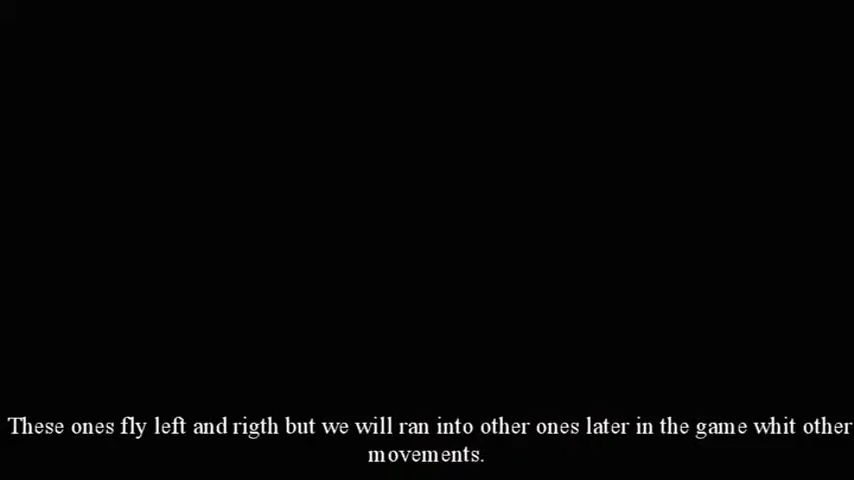 These ones fly left and rigth but we will ran into other ones later in the game whit other
movements.